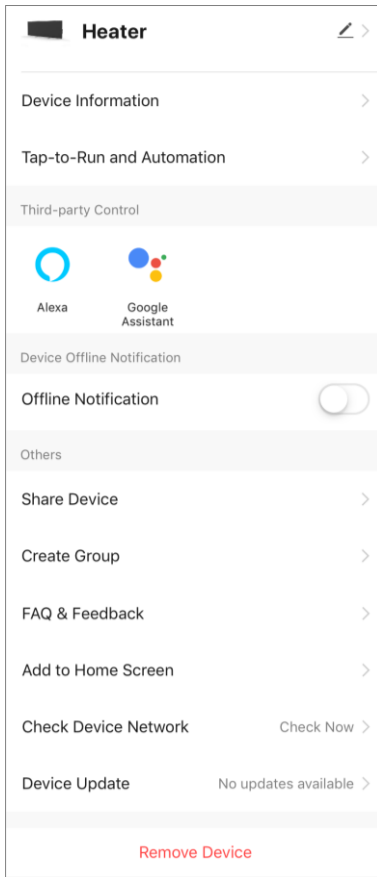 Heater
Device Information
Tap-to-Run and Automation
Third-party Control
Alexa
Google
Assistant
Device Offline Notification
Offline Notification
Others
Share Device
Create Group
FAQ & Feedback
Add to Home Screen
Check Device Network Check Now
Device Update No updates available
Remove Device